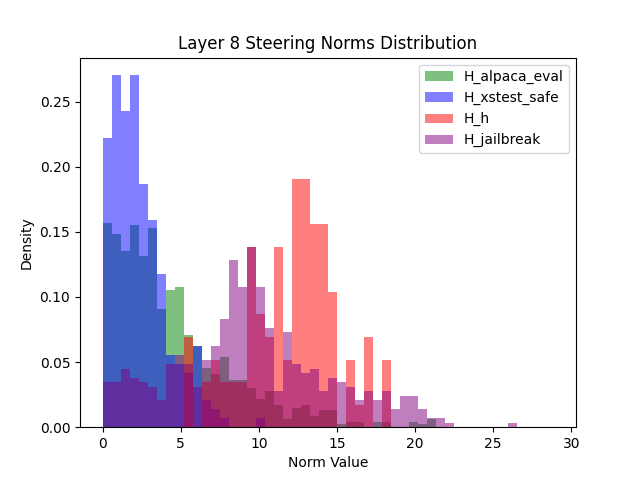 Layer 8 Steering Norms Distribution
H_alpaca_eval
H_xstest_safe
H_h
H_jailbreak
Density
0.25
0.20
0.15
0.10
0.05
0.00
0 5 10 15 20 25 30
Norm Value